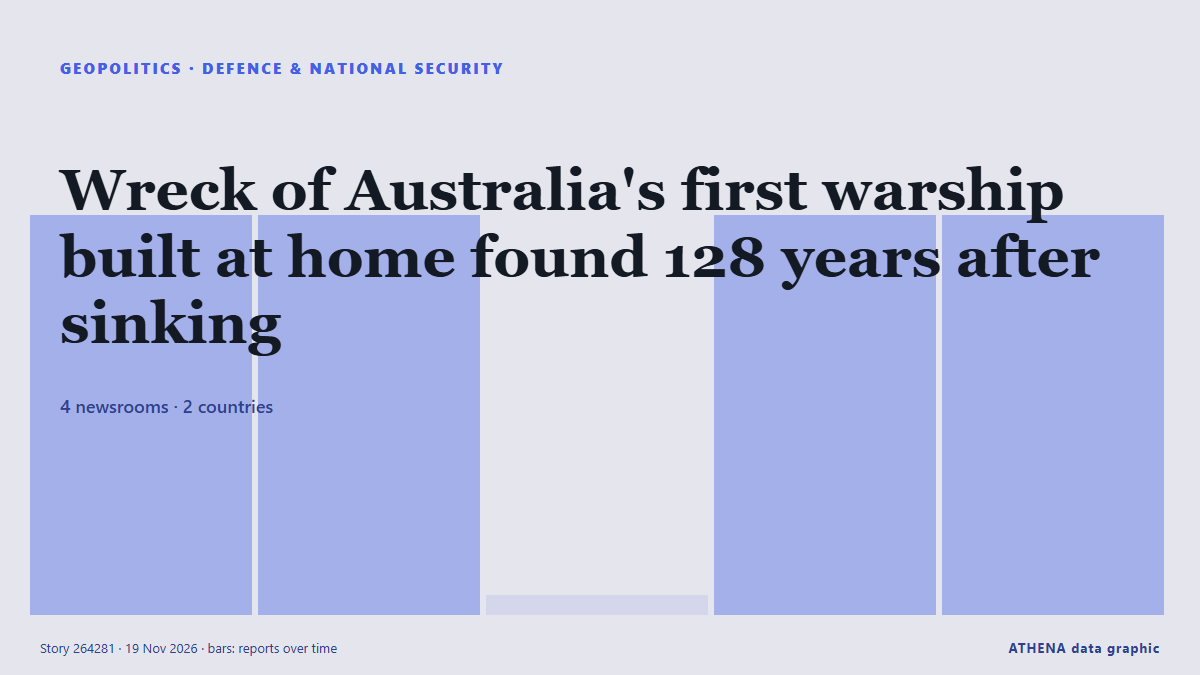 GEOPOLITICS · DEFENCE & NATIONAL SECURITY
Wreck of Australia's first warship
built at home found 128 years after
sinking
4 newsrooms · 2 countries
Story 264281 · 19 Nov 2026 · bars: reports over time
ATHENA data graphic